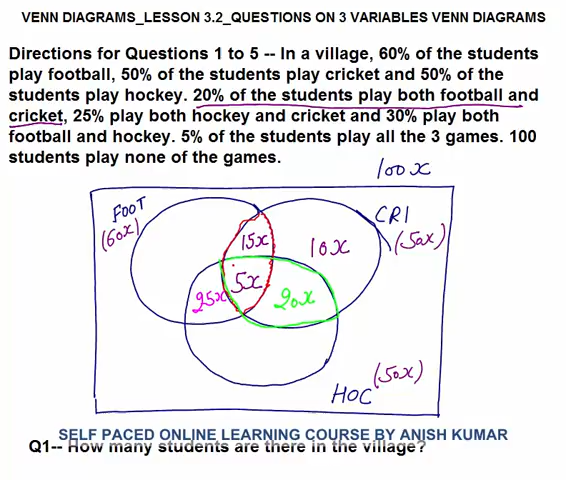 VENN DIAGRAMS_LESSON 3.2_QUESTIONS ON 3 VARIABLES VENN DIAGRAMS
Directions for Questions 1 to 5 -- In a village, 60% of the students
play football, 50% of the students play cricket and 50% of the
students play hockey. 20% of the students play both football and
cricket, 25% play both hockey and cricket and 30% play both
football and hockey. 5% of the students play all the 3 games. 100
students play none of the games.
100x
FOOT
(60x)
CRI
(50x)
15x
10x
5x
25x
20x
HOC
(50x)
SELF PACED ONLINE LEARNING COURSE BY ANISH KUMAR
Q1-- How many students are there in the village?